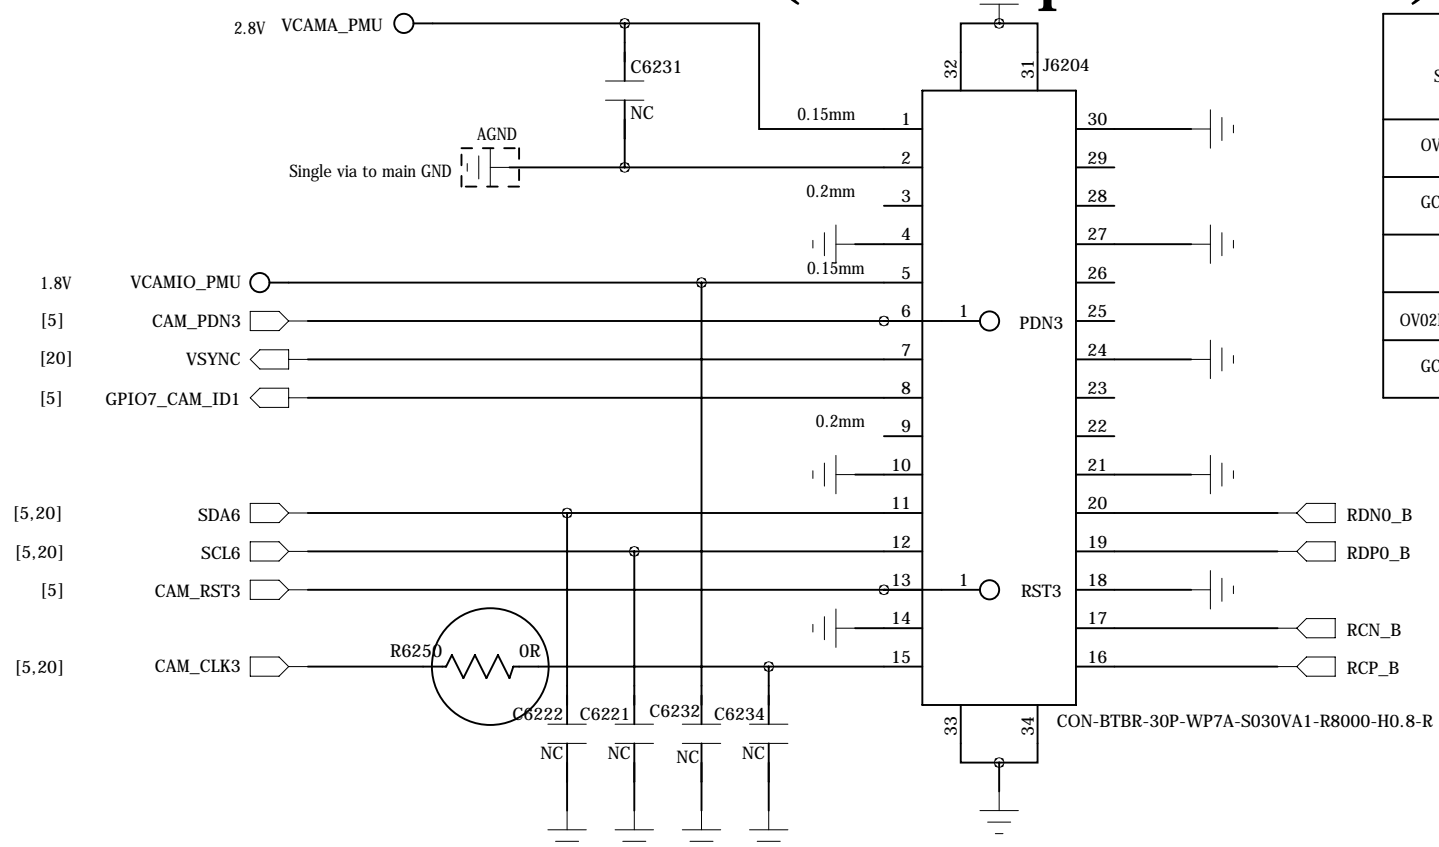 2.8V VCAMA_PMU
C6231
NC
AGND
Single via to main GND
0.15mm
0.2mm
0.15mm
0.2mm
1.8V VCAMIO_PMU
[5] CAM_PDN3
[20] VSYNC
[5] GPIO7_CAM_ID1
[5,20] SDA6
[5,20] SCL6
[5] CAM_RST3
[5,20] CAM_CLK3
R6250 0R
C6222 C6221 C6232 C6234
NC NC NC NC
32 31 J6204
1 30
2 29
3 28
4 27
5 26
6 1 PDN3 25
7 24
8 23
9 22
10 21
11 20 RDN0_B
12 19 RDP0_B
13 1 RST3 18
14 17 RCN_B
15 16 RCP_B
33 34
CON-BTBR-30P-WP7A-S030VA1-R8000-H0.8-R
S
OV
GC
OV02
GC